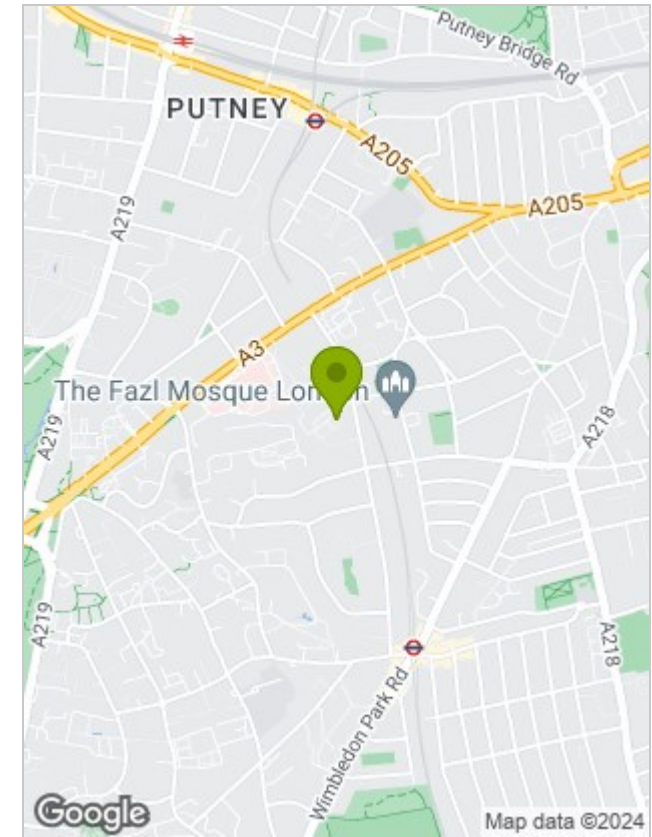 Putney Bridge Rd
PUTNEY
A205
A205
A219
A3
The Fazl Mosque London
A219
A218
A219
A218
Wimbledon Park Rd
Google
Map data ©2024